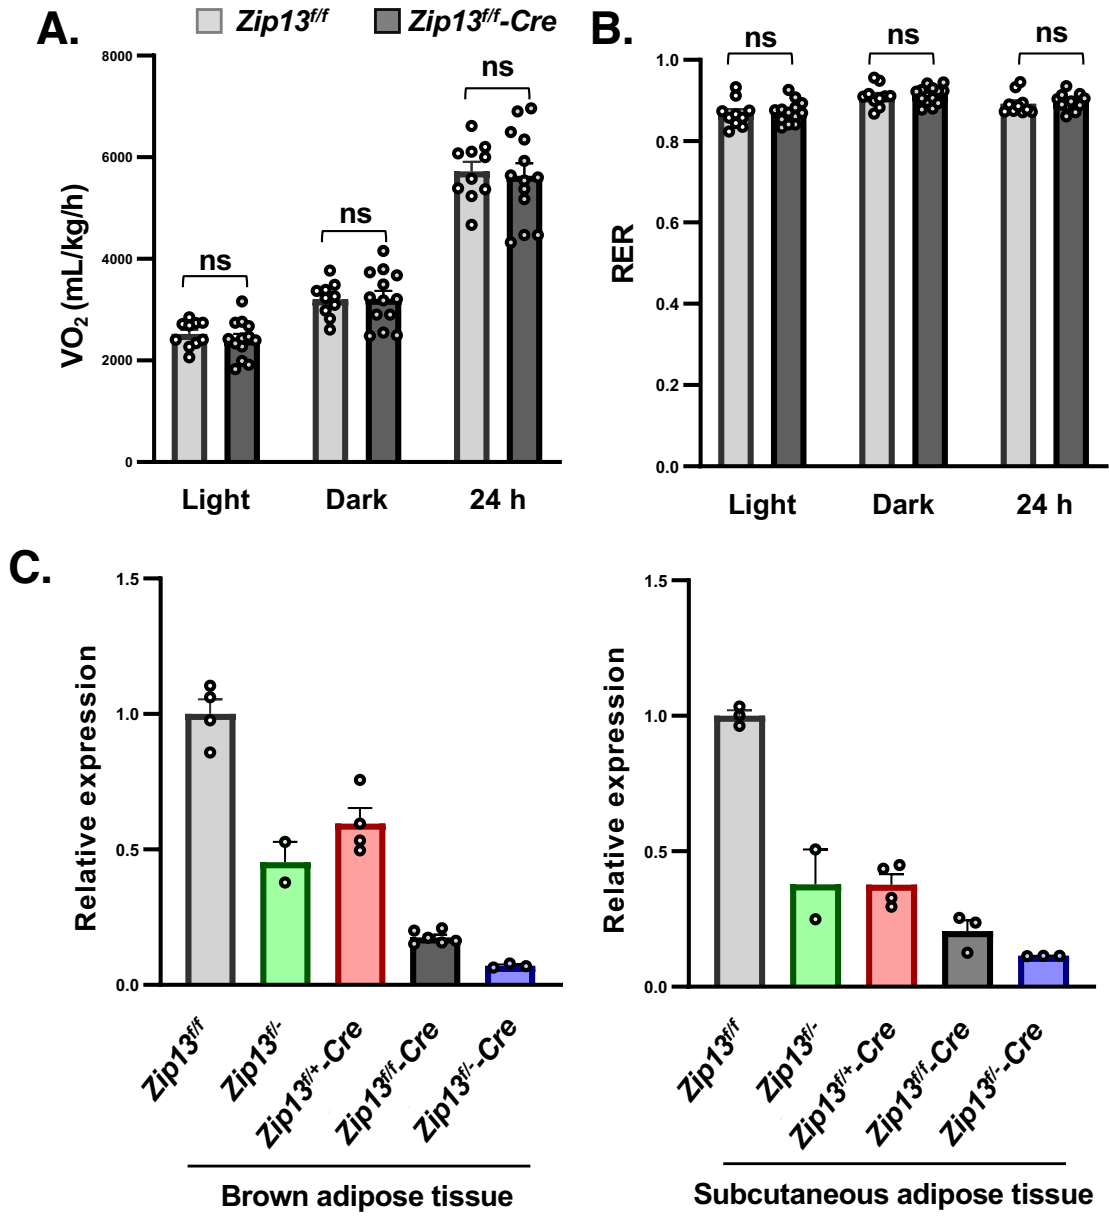 A. Zip13f/f Zip13f/f-Cre B.
8000
6000
4000
2000
0
VO2 (mL/kg/h)
ns
ns
ns
Light Dark 24 h
1.0
0.8
0.6
0.4
0.2
0.0
RER
ns ns ns
Light Dark 24 h
C.
1.5
1.0
0.5
0.0
Relative expression
Zip13f/f
Zip13f/-
Zip13f/+-Cre
Zip13f/f-Cre
Zip13f/--Cre
Brown adipose tissue
1.5
1.0
0.5
0.0
Relative expression
Zip13f/f
Zip13f/-
Zip13f/+-Cre
Zip13f/f-Cre
Zip13f/--Cre
Subcutaneous adipose tissue